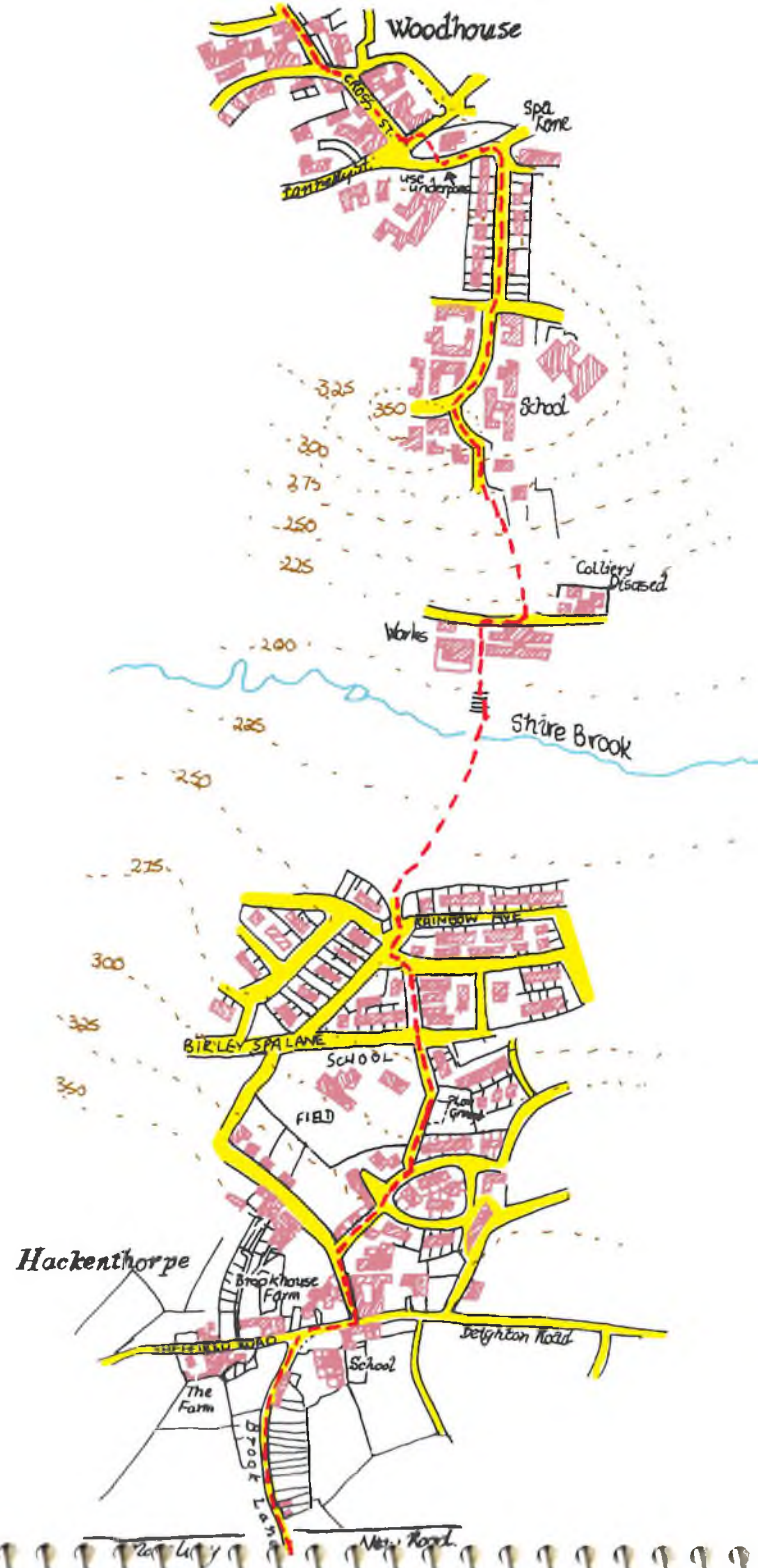 Woodhouse
CROSS ST.
Spa
Lane
use
underpass
325
350
School
300
275
250
225
Colliery
Disased
Works
200
Shire Brook
225
250
275
RAINBOW AVE
300
325
BIRLEY SPA LANE
SCHOOL
350
FIELD
Play
Ground
Hackenthorpe
Brookhouse
Farm
SHEFFIELD ROAD
Beighton Road
School
The
Farm
Brook Lane
New Road.